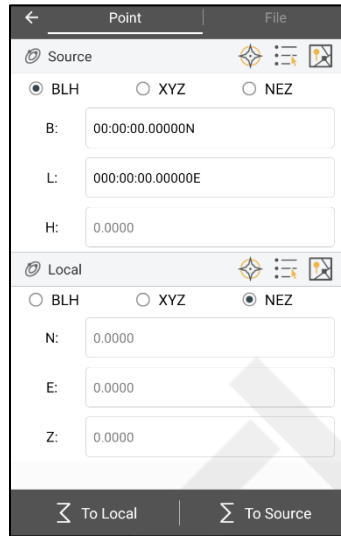 Point File
Source
BLH XYZ NEZ
B: 00:00:00.00000N
L: 000:00:00.00000E
H: 0.0000
Local
BLH XYZ NEZ
N: 0.0000
E: 0.0000
Z: 0.0000
To Local To Source